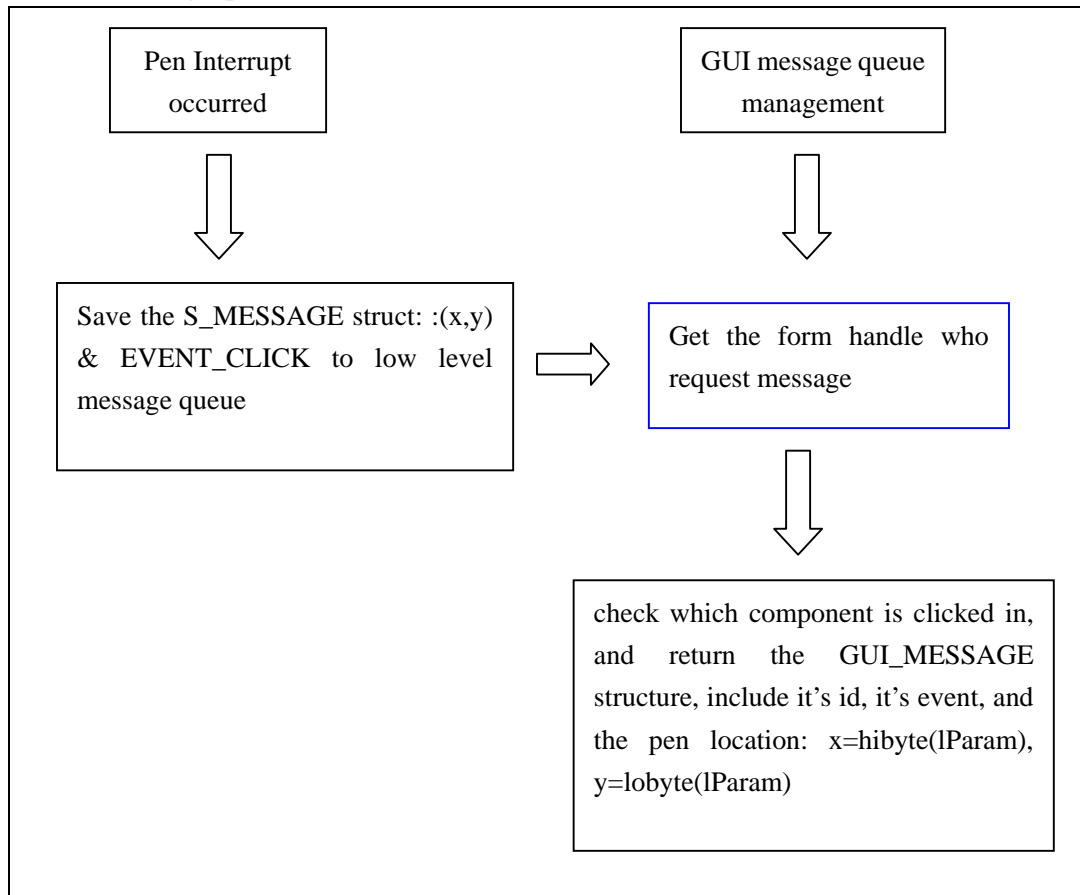 Pen Interrupt
occurred
GUI message queue
management
Save the S_MESSAGE struct: :(x,y)
& EVENT_CLICK to low level
message queue
Get the form handle who
request message
check which component is clicked in,
and return the GUI_MESSAGE
structure, include it’s id, it’s event, and
the pen location: x=hibyte(lParam),
y=lobyte(lParam)